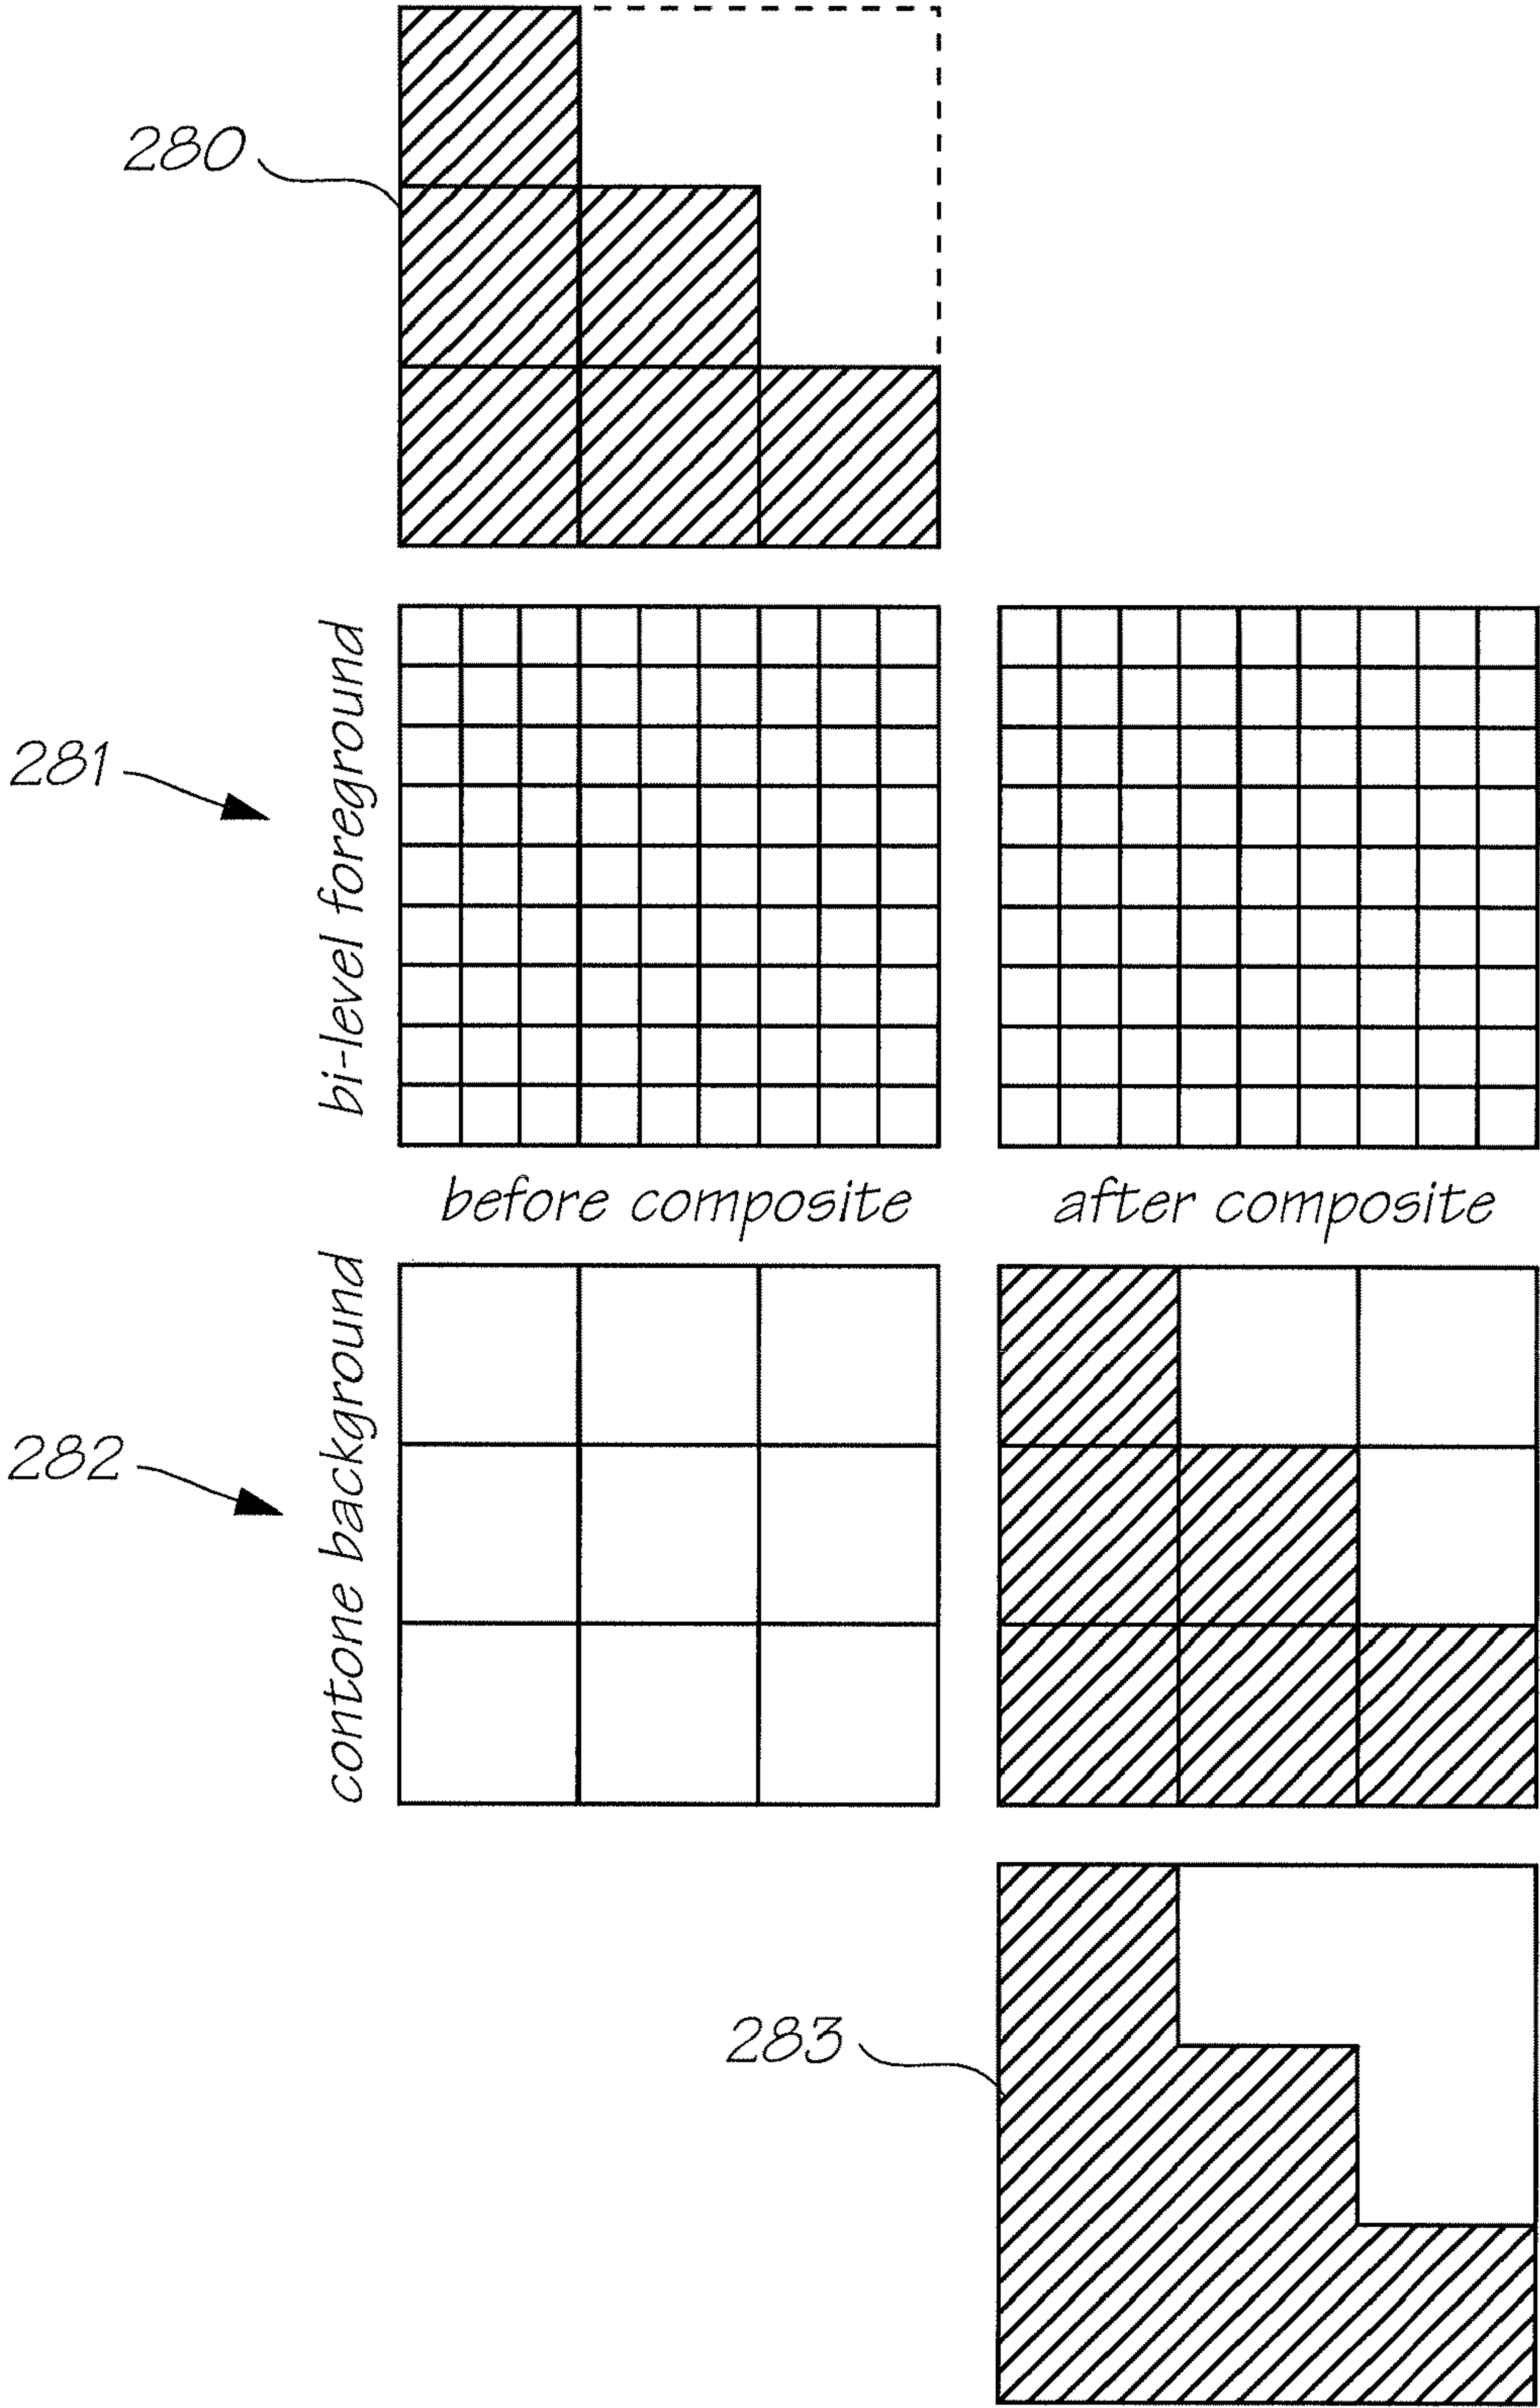 280
281
bi-level foreground
before composite
after composite
282
contone background
283